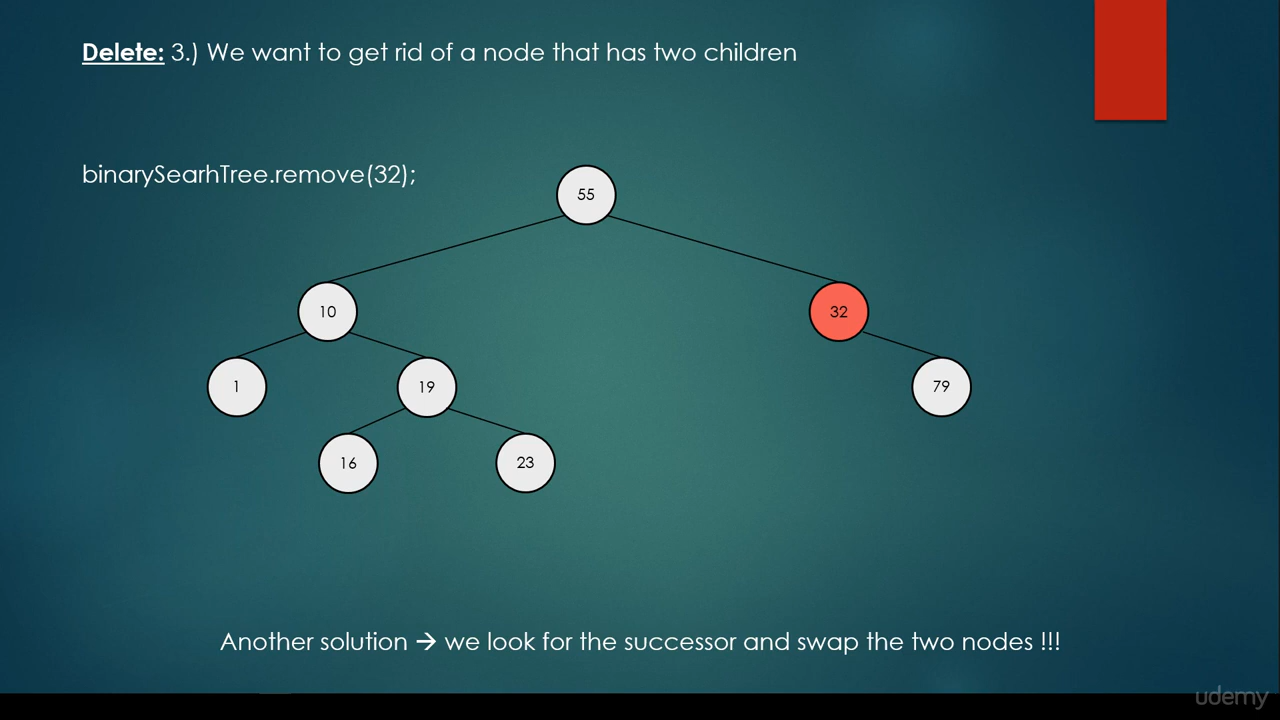 Delete: 3.) We want to get rid of a node that has two children
binarySearhTree.remove(32);
55
10
32
1
19
79
16
23
Another solution → we look for the successor and swap the two nodes !!!
udemy